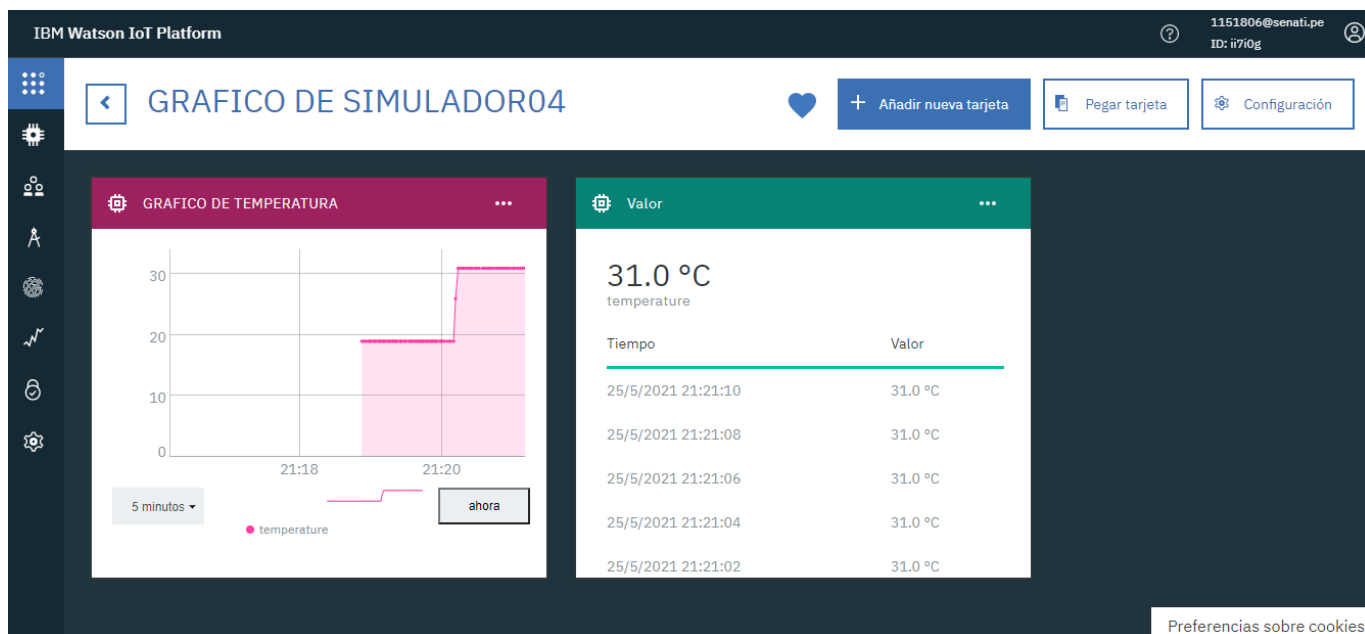 IBM Watson IoT Platform
1151806@senati.pe
ID: ii7i0g
GRAFICO DE SIMULADOR04
Añadir nueva tarjeta
Pegar tarjeta
Configuración
GRAFICO DE TEMPERATURA
30
20
10
0
21:18 21:20
5 minutos
ahora
temperature
Valor
31.0 °C
temperature
Tiempo Valor
25/5/2021 21:21:10 31.0 °C
25/5/2021 21:21:08 31.0 °C
25/5/2021 21:21:06 31.0 °C
25/5/2021 21:21:04 31.0 °C
25/5/2021 21:21:02 31.0 °C
Preferencias sobre cookies